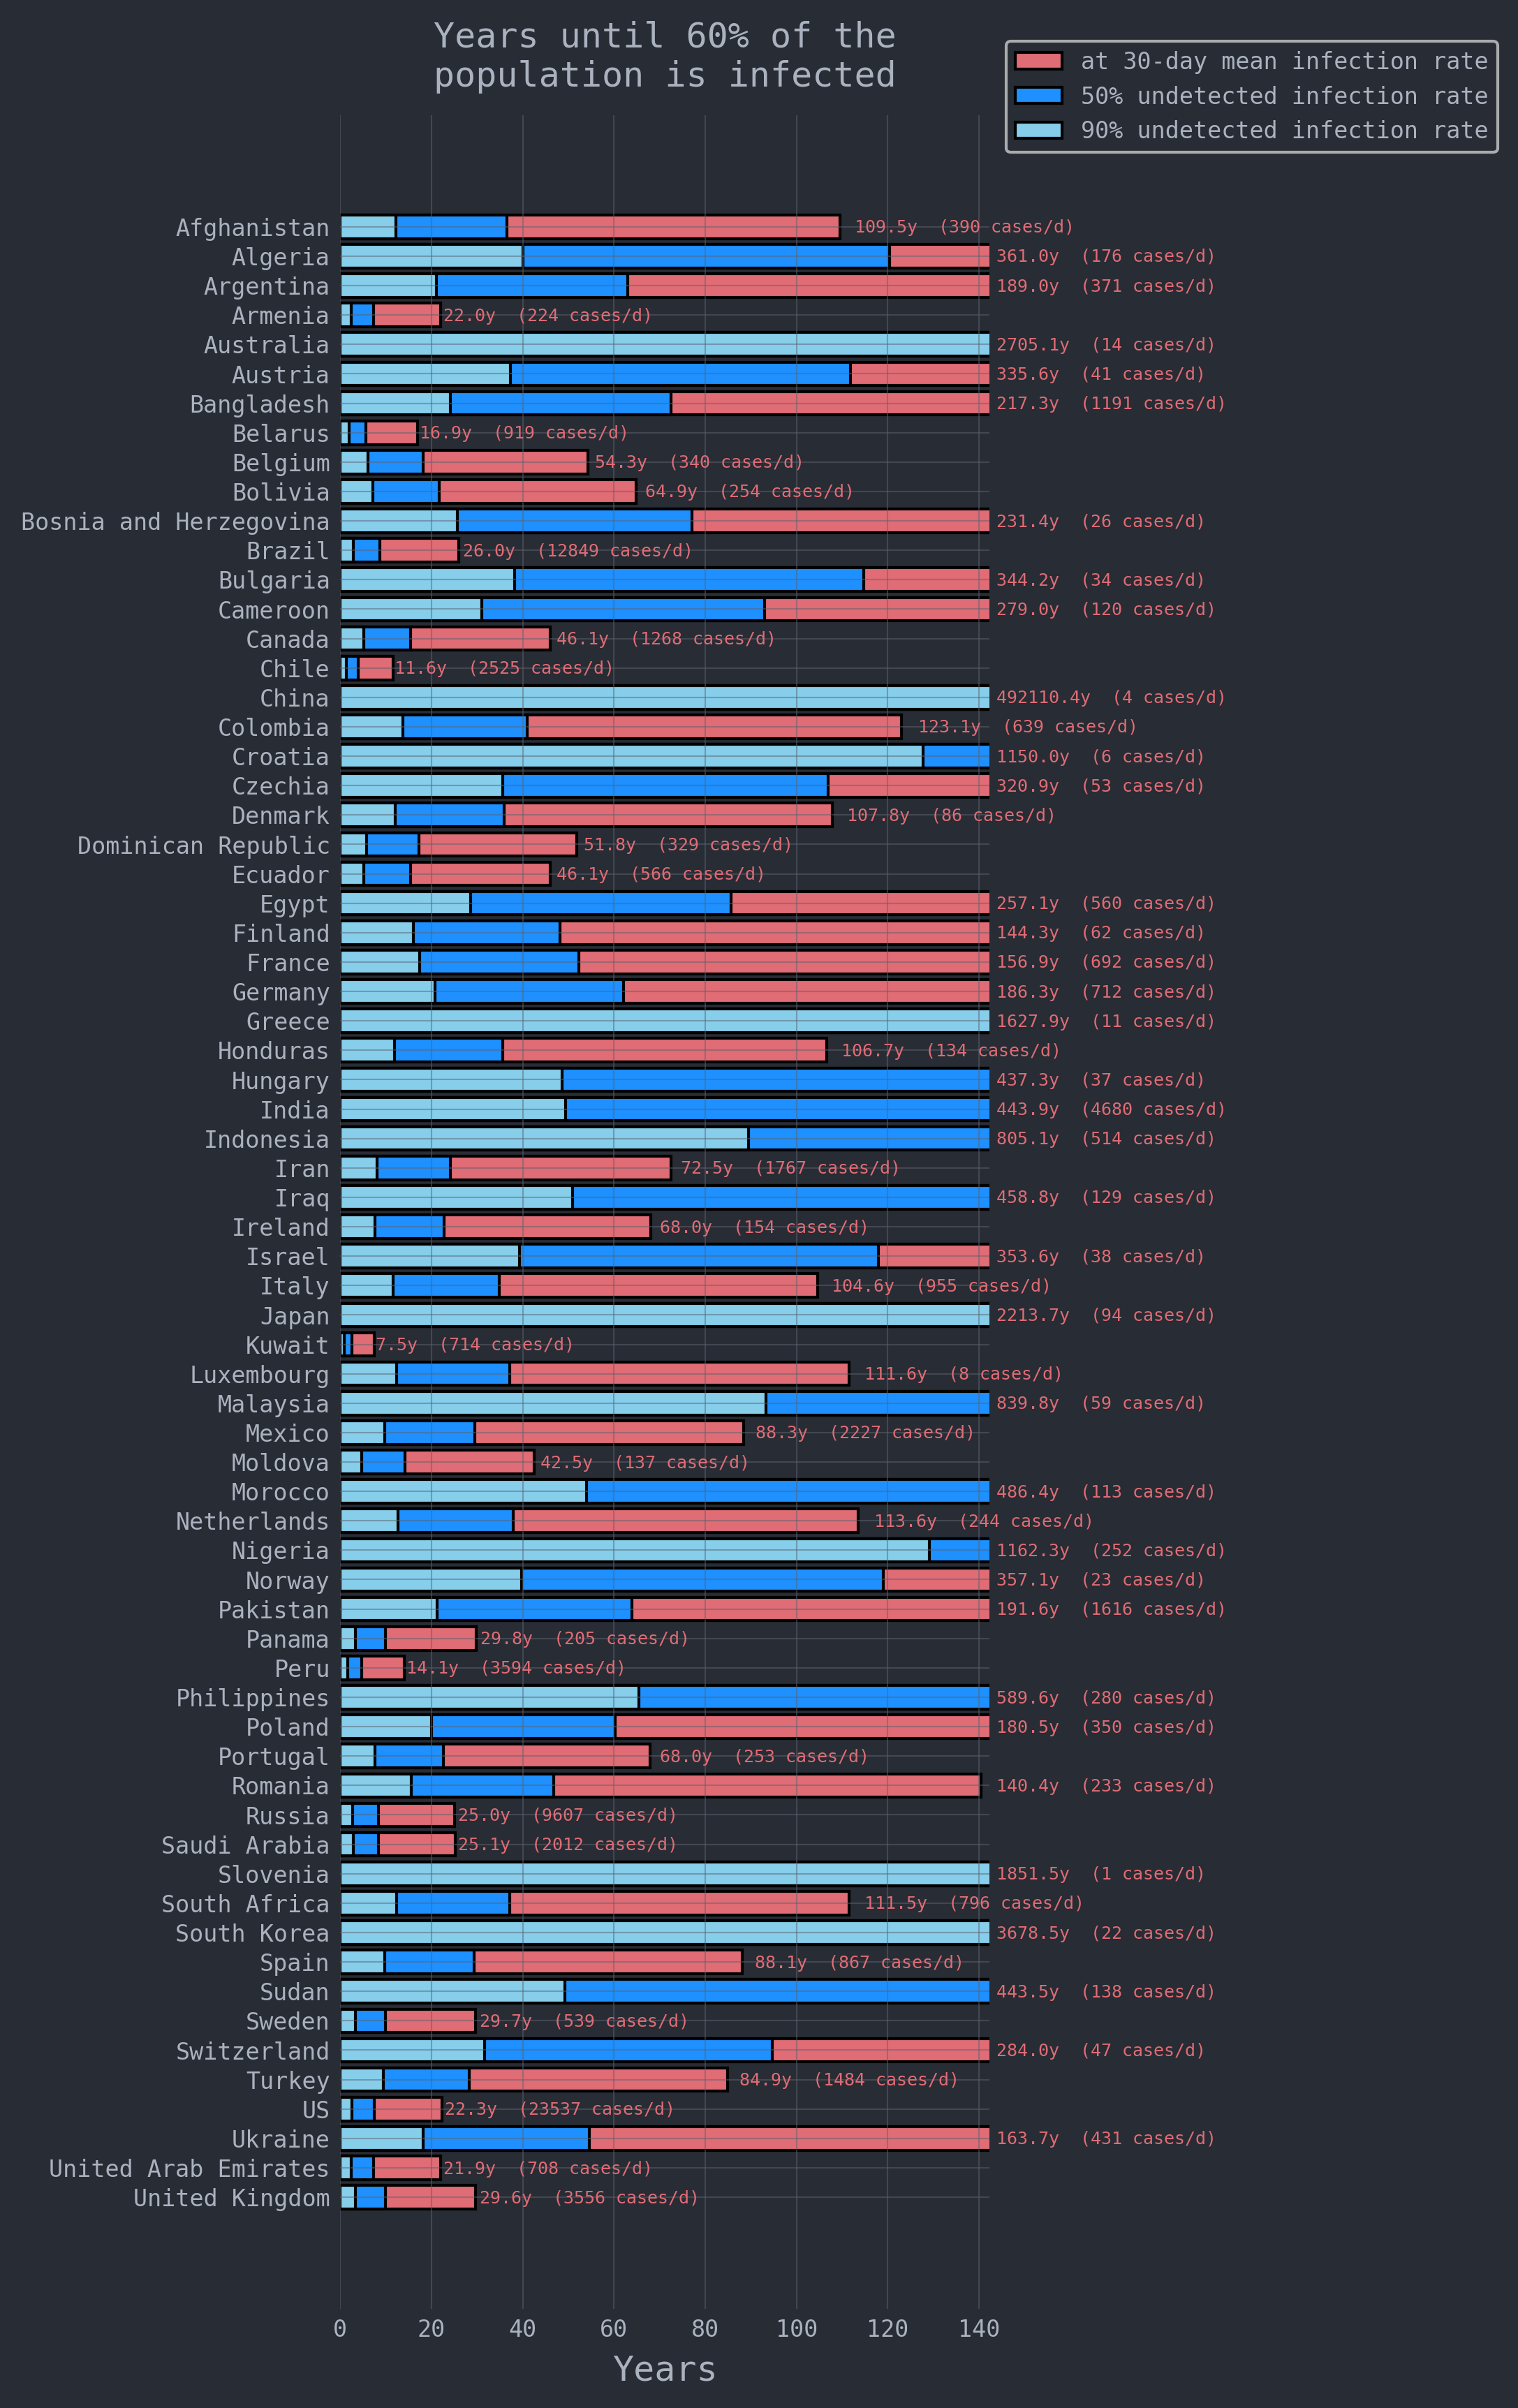 Years until 60% of the
population is infected
at 30-day mean infection rate
50% undetected infection rate
90% undetected infection rate
Afghanistan 109.5y (390 cases/d)
Algeria 361.0y (176 cases/d)
Argentina 189.0y (371 cases/d)
Armenia 22.0y (224 cases/d)
Australia 2705.1y (14 cases/d)
Austria 335.6y (41 cases/d)
Bangladesh 217.3y (1191 cases/d)
Belarus 16.9y (919 cases/d)
Belgium 54.3y (340 cases/d)
Bolivia 64.9y (254 cases/d)
Bosnia and Herzegovina 231.4y (26 cases/d)
Brazil 26.0y (12849 cases/d)
Bulgaria 344.2y (34 cases/d)
Cameroon 279.0y (120 cases/d)
Canada 46.1y (1268 cases/d)
Chile 11.6y (2525 cases/d)
China 492110.4y (4 cases/d)
Colombia 123.1y (639 cases/d)
Croatia 1150.0y (6 cases/d)
Czechia 320.9y (53 cases/d)
Denmark 107.8y (86 cases/d)
Dominican Republic 51.8y (329 cases/d)
Ecuador 46.1y (566 cases/d)
Egypt 257.1y (560 cases/d)
Finland 144.3y (62 cases/d)
France 156.9y (692 cases/d)
Germany 186.3y (712 cases/d)
Greece 1627.9y (11 cases/d)
Honduras 106.7y (134 cases/d)
Hungary 437.3y (37 cases/d)
India 443.9y (4680 cases/d)
Indonesia 805.1y (514 cases/d)
Iran 72.5y (1767 cases/d)
Iraq 458.8y (129 cases/d)
Ireland 68.0y (154 cases/d)
Israel 353.6y (38 cases/d)
Italy 104.6y (955 cases/d)
Japan 2213.7y (94 cases/d)
Kuwait 7.5y (714 cases/d)
Luxembourg 111.6y (8 cases/d)
Malaysia 839.8y (59 cases/d)
Mexico 88.3y (2227 cases/d)
Moldova 42.5y (137 cases/d)
Morocco 486.4y (113 cases/d)
Netherlands 113.6y (244 cases/d)
Nigeria 1162.3y (252 cases/d)
Norway 357.1y (23 cases/d)
Pakistan 191.6y (1616 cases/d)
Panama 29.8y (205 cases/d)
Peru 14.1y (3594 cases/d)
Philippines 589.6y (280 cases/d)
Poland 180.5y (350 cases/d)
Portugal 68.0y (253 cases/d)
Romania 140.4y (233 cases/d)
Russia 25.0y (9607 cases/d)
Saudi Arabia 25.1y (2012 cases/d)
Slovenia 1851.5y (1 cases/d)
South Africa 111.5y (796 cases/d)
South Korea 3678.5y (22 cases/d)
Spain 88.1y (867 cases/d)
Sudan 443.5y (138 cases/d)
Sweden 29.7y (539 cases/d)
Switzerland 284.0y (47 cases/d)
Turkey 84.9y (1484 cases/d)
US 22.3y (23537 cases/d)
Ukraine 163.7y (431 cases/d)
United Arab Emirates 21.9y (708 cases/d)
United Kingdom 29.6y (3556 cases/d)
0 20 40 60 80 100 120 140
Years